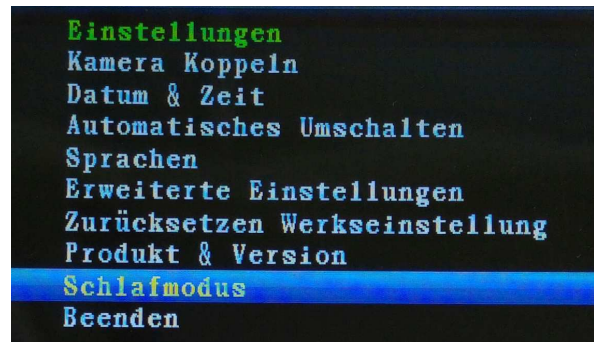 Einstellungen
Kamera Koppeln
Datum & Zeit
Automatisches Umschalten
Sprachen
Erweiterte Einstellungen
Zurücksetzen Werkseinstellung
Produkt & Version
Schlafmodus
Beenden